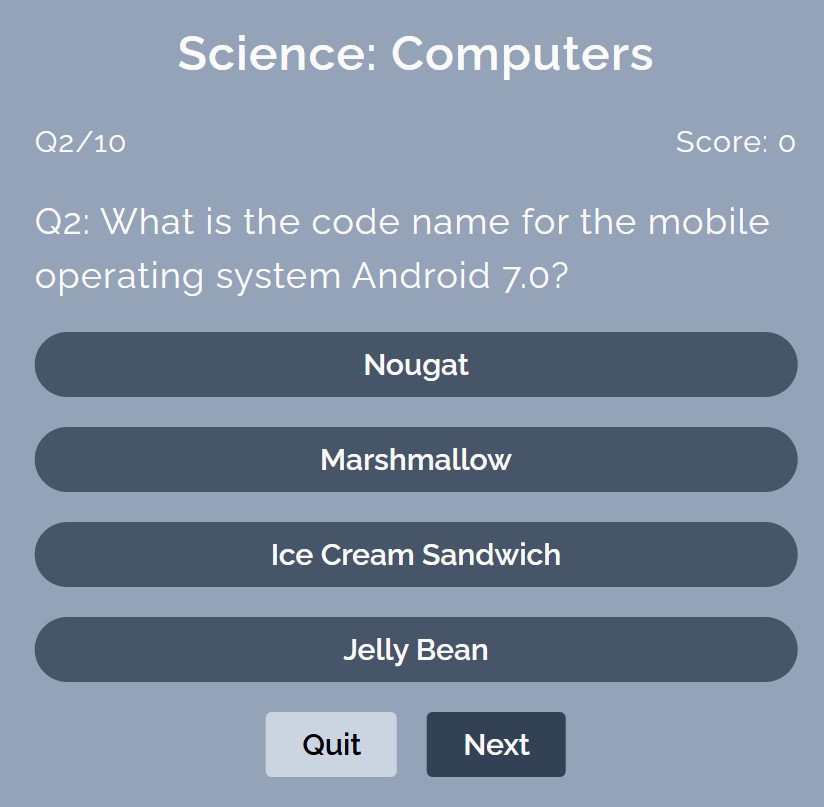 Science: Computers
Q2/10 Score: 0
Q2: What is the code name for the mobile
operating system Android 7.0?
Nougat
Marshmallow
Ice Cream Sandwich
Jelly Bean
Quit Next